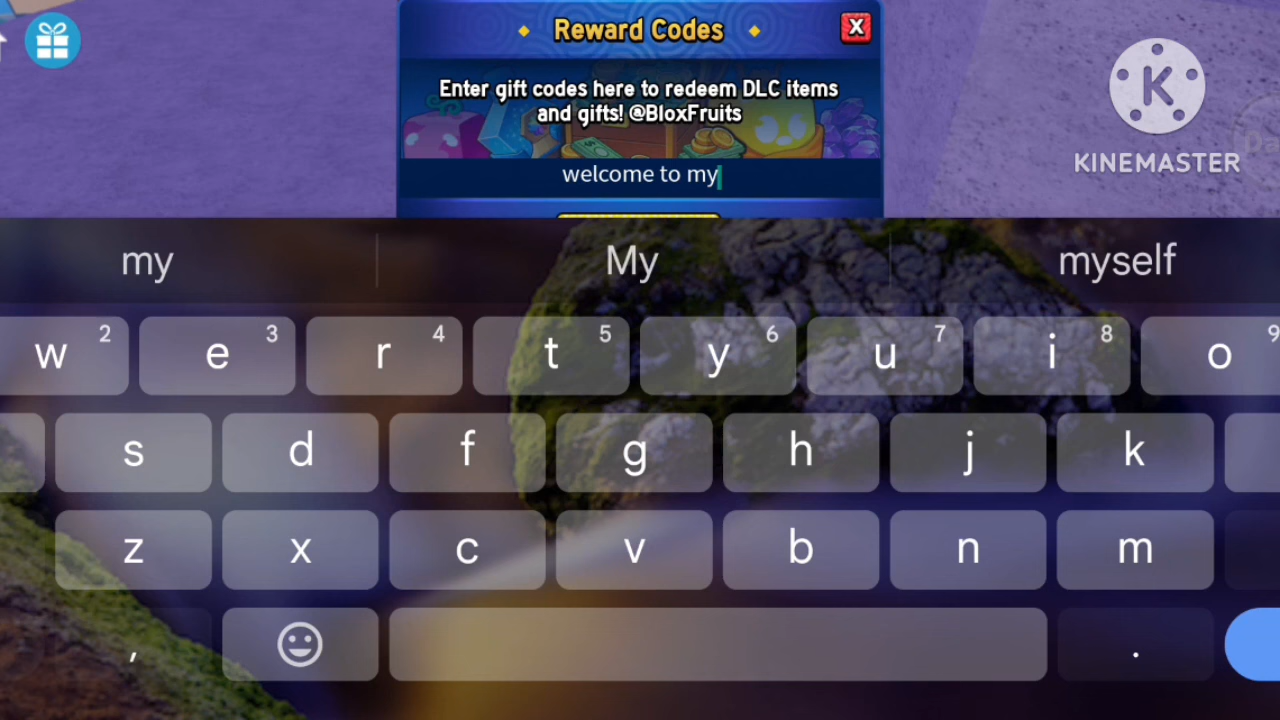 Reward Codes
X
Enter gift codes here to redeem DLC items
and gifts! @BloxFruits
K
KINEMASTER
welcome to my
my My myself
w 2 e 3 r 4 t 5 y 6 u 7 i 8 o 9
s d f g h j k
z x c v b n m
, .